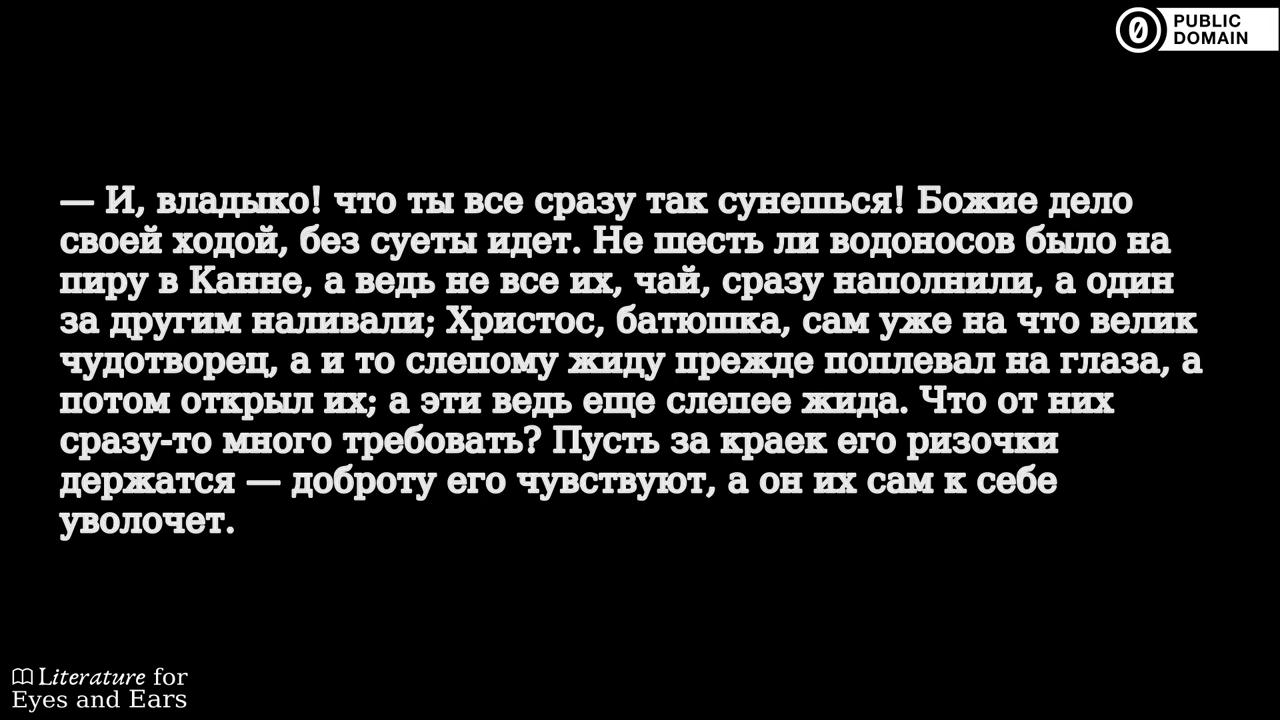 PUBLIC
DOMAIN
— И, владыко! что ты все сразу так сунешься! Божие дело
своей ходой, без суеты идет. Не шесть ли водоносов было на
пиру в Канне, а ведь не все их, чай, сразу наполнили, а один
за другим наливали; Христос, батюшка, сам уже на что велик
чудотворец, а и то слепому жиду прежде поплевал на глаза, а
потом открыл их; а эти ведь еще слепее жида. Что от них
сразу-то много требовать? Пусть за краек его ризочки
держатся — доброту его чувствуют, а он их сам к себе
уволочет.
Literature for
Eyes and Ears